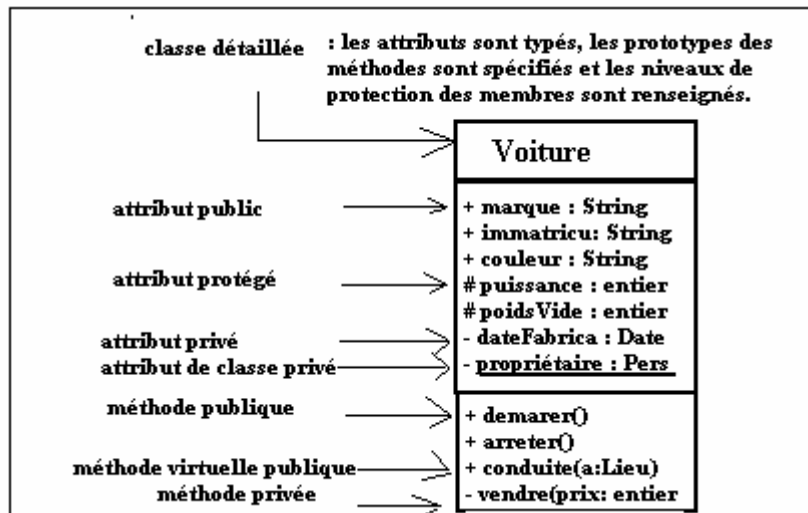 classe détaillée : les attributs sont typés, les prototypes des
méthodes sont spécifiés et les niveaux de
protection des membres sont renseignés.
Voiture
attribut public + marque : String
+ immatricu: String
+ couleur : String
attribut protégé # puissance : entier
# poidsVide : entier
attribut privé - dateFabrica : Date
attribut de classe privé - propriétaire : Pers
méthode publique + demarer()
+ arreter()
méthode virtuelle publique + conduite(a:Lieu)
méthode privée - vendre(prix: entier